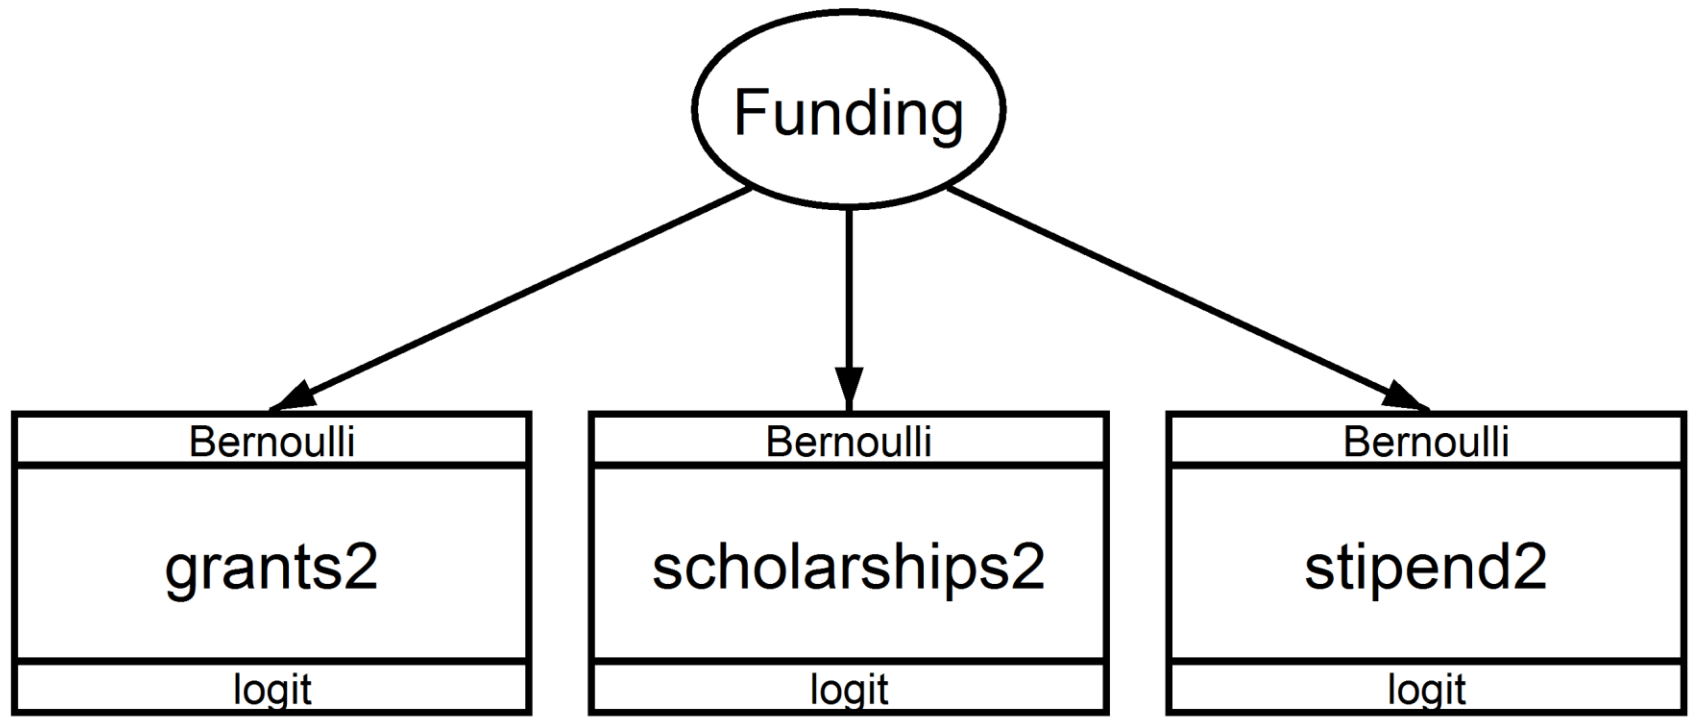 Funding
Bernoulli
Bernoulli
Bernoulli
grants2
scholarships2
stipend2
logit
logit
logit